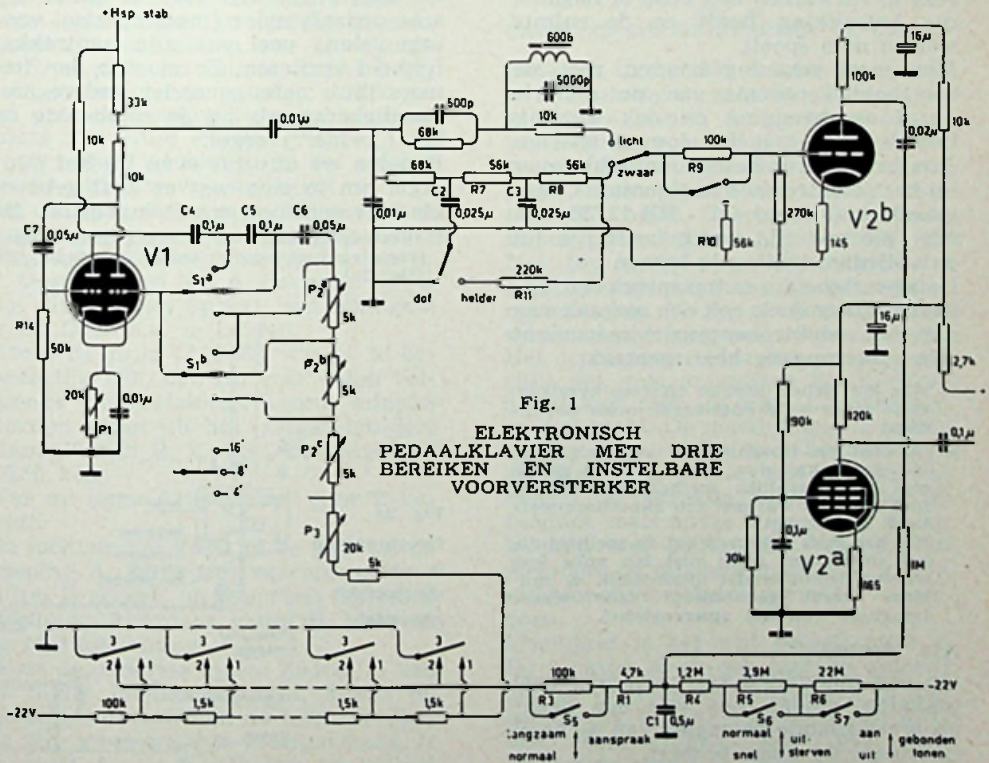 +Hsp stab
33k
10k
10k
C7
0,05µ
V1
R14
50k
20k
P1
0,01µ
C4
0,1µ
C5
0,1µ
C6
0,05µ
S1ᵃ
S1ᵇ
16'
8'
4'
P2ᵃ
5k
P2ᵇ
5k
P2ᶜ
5k
P3
20k
5k
0,01µ
0,01µ
500p
68k
68k
C2
0,025µ
56k
R7
C3
0,025µ
56k
R8
600b
5000p
10k
licht
zwaar
dof
helder
220k
R11
100k
R9
R10
56k
270k
145
V2ᵇ
100k
16µ
0,02µ
10k
16µ
2,7k
90k
820k
0,1µ
0,1µ
30k
865
1M
V2ᵃ
Fig. 1
ELEKTRONISCH
PEDAALKLAVIER MET DRIE
BEREIKEN EN INSTELBARE
VOORVERSTERKER
3
2
1
3
2
1
3
2
1
3
2
1
-22V
100k
1,5k
1,5k
1,5k
100k
R3
S5
4,7k
R1
1,2M
R4
3,9M
R5
S6
22M
R6
S7
-22V
C1
0,5µ
langzaam
normaal
aanspraak
normaal
snel
uit-
sterven
aan
uit
gebonden
tonen